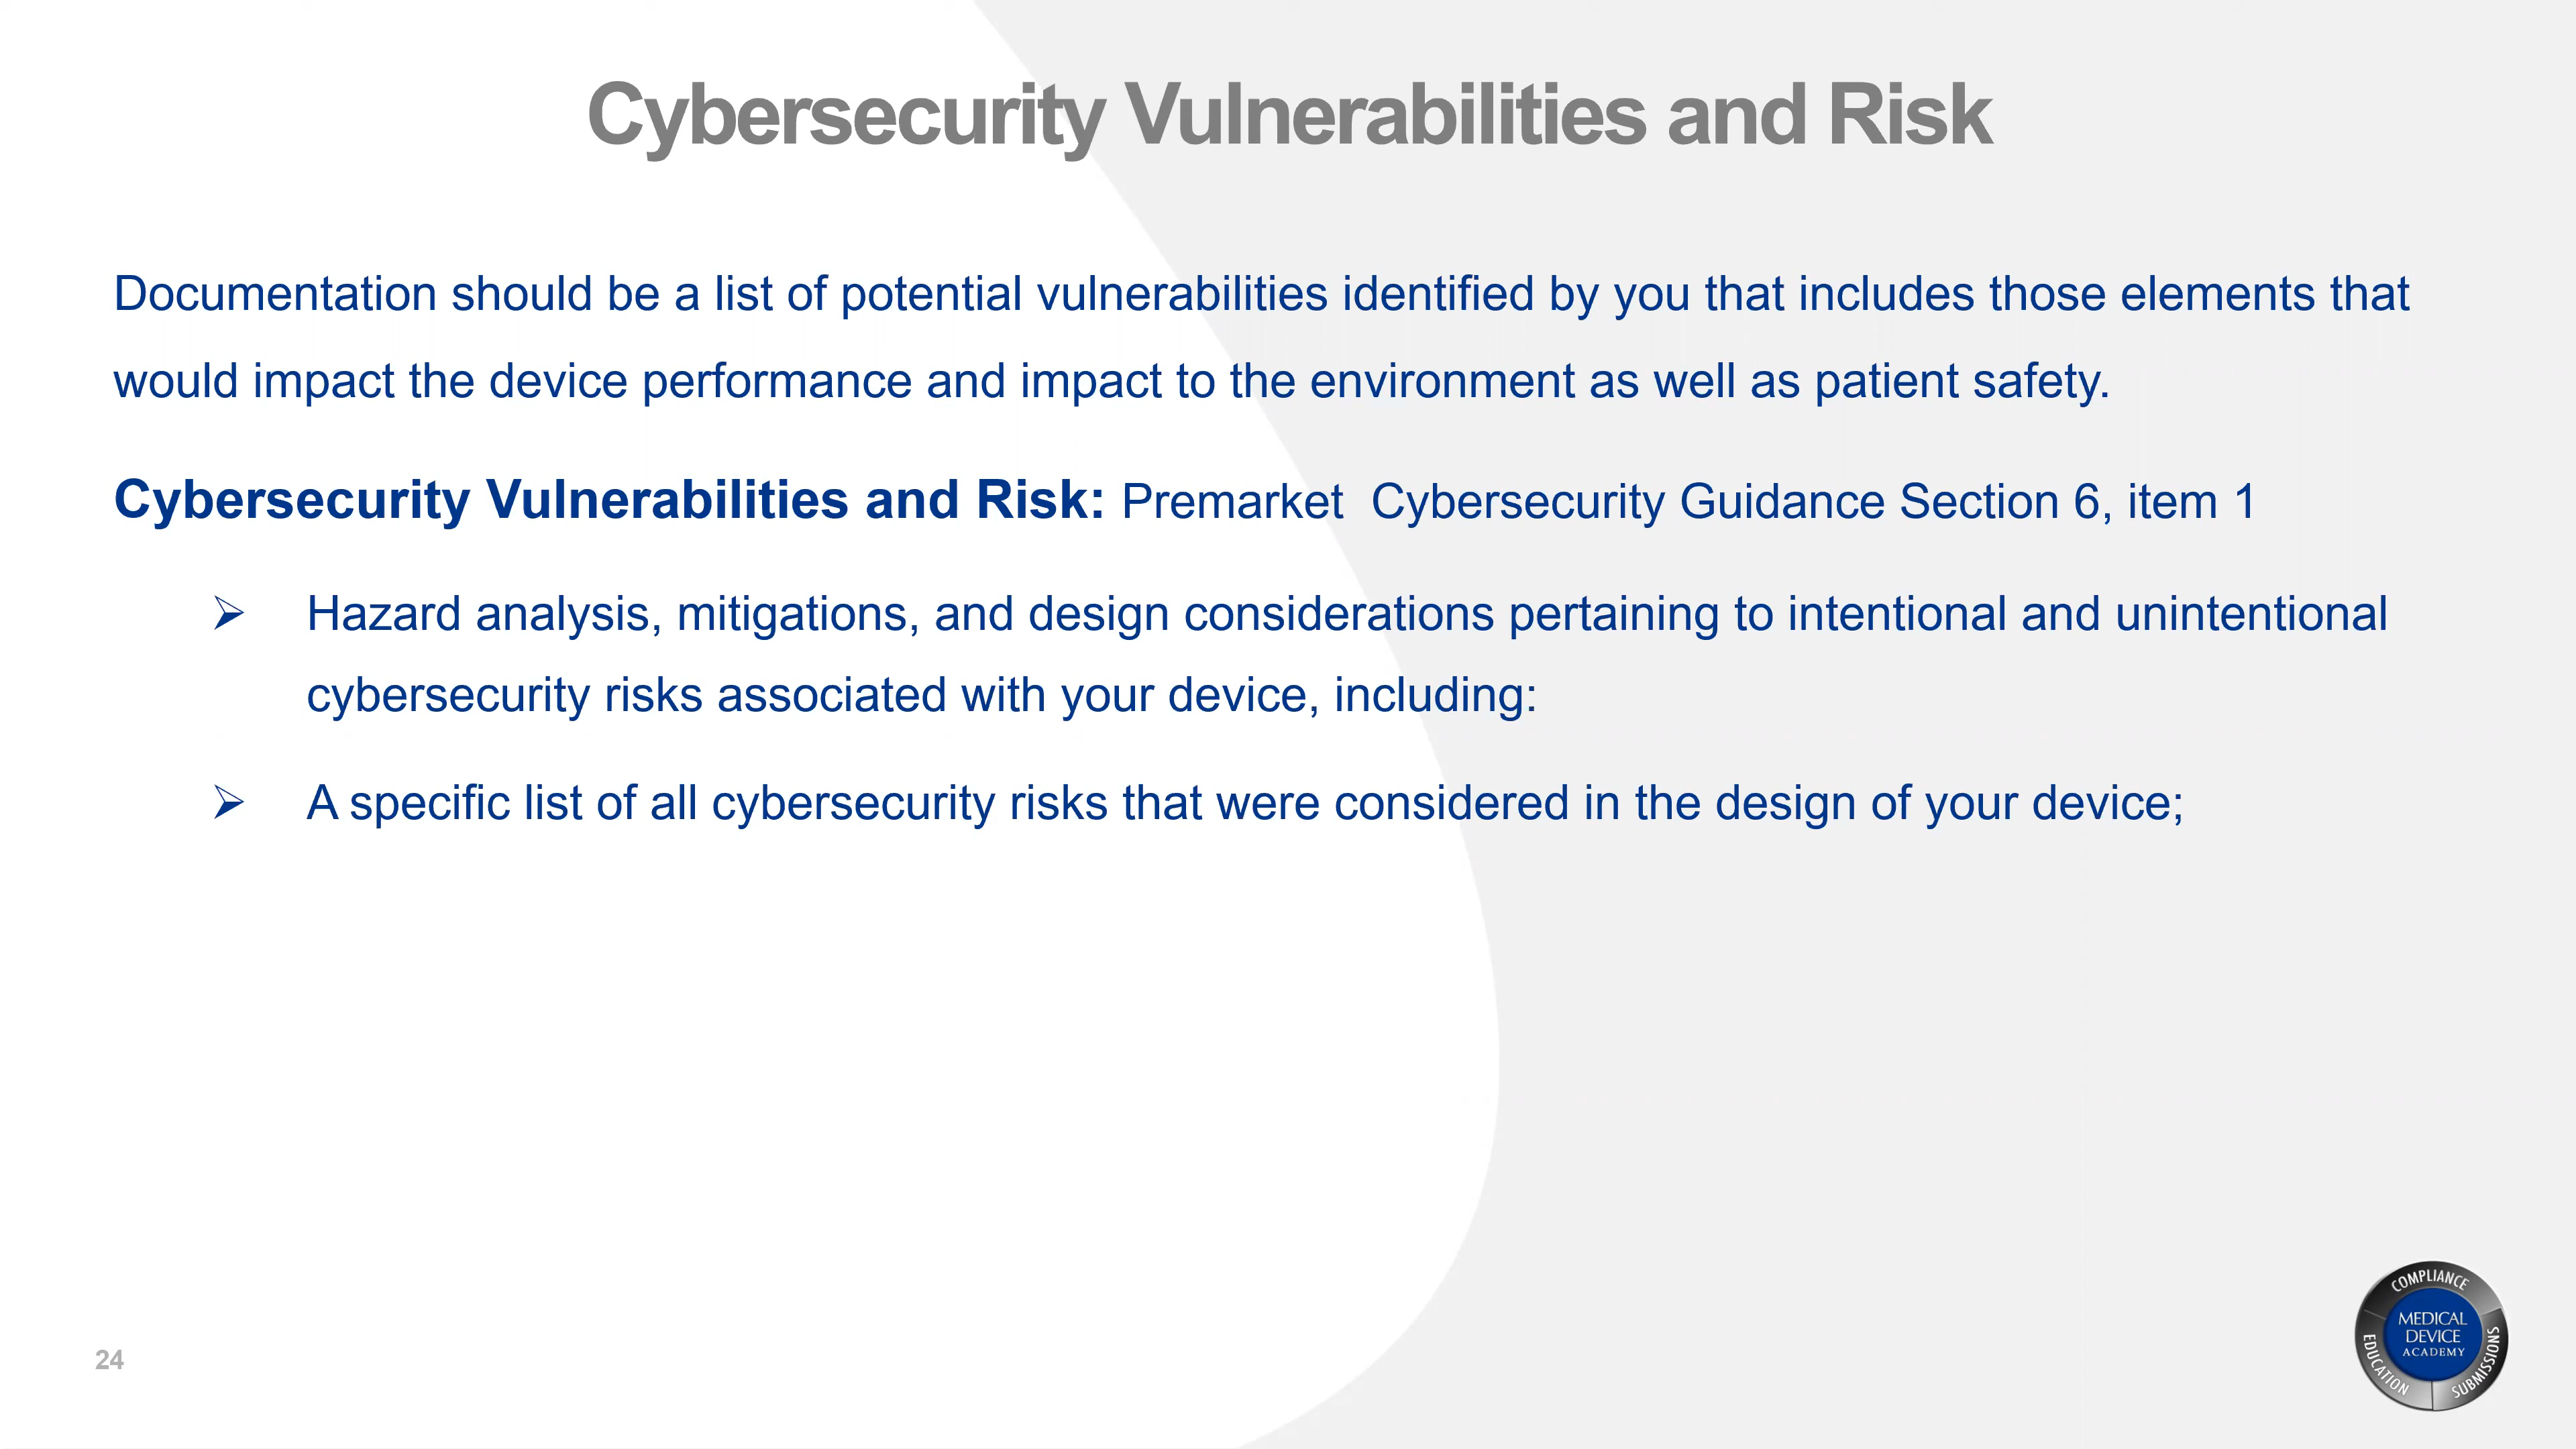 Cybersecurity Vulnerabilities and Risk
Documentation should be a list of potential vulnerabilities identified by you that includes those elements that
would impact the device performance and impact to the environment as well as patient safety.
Cybersecurity Vulnerabilities and Risk: Premarket  Cybersecurity Guidance Section 6, item 1
➢ Hazard analysis, mitigations, and design considerations pertaining to intentional and unintentional
cybersecurity risks associated with your device, including:
➢ A specific list of all cybersecurity risks that were considered in the design of your device;
24
COMPLIANCE
MEDICAL
DEVICE
ACADEMY
EDUCATION
SUBMISSIONS